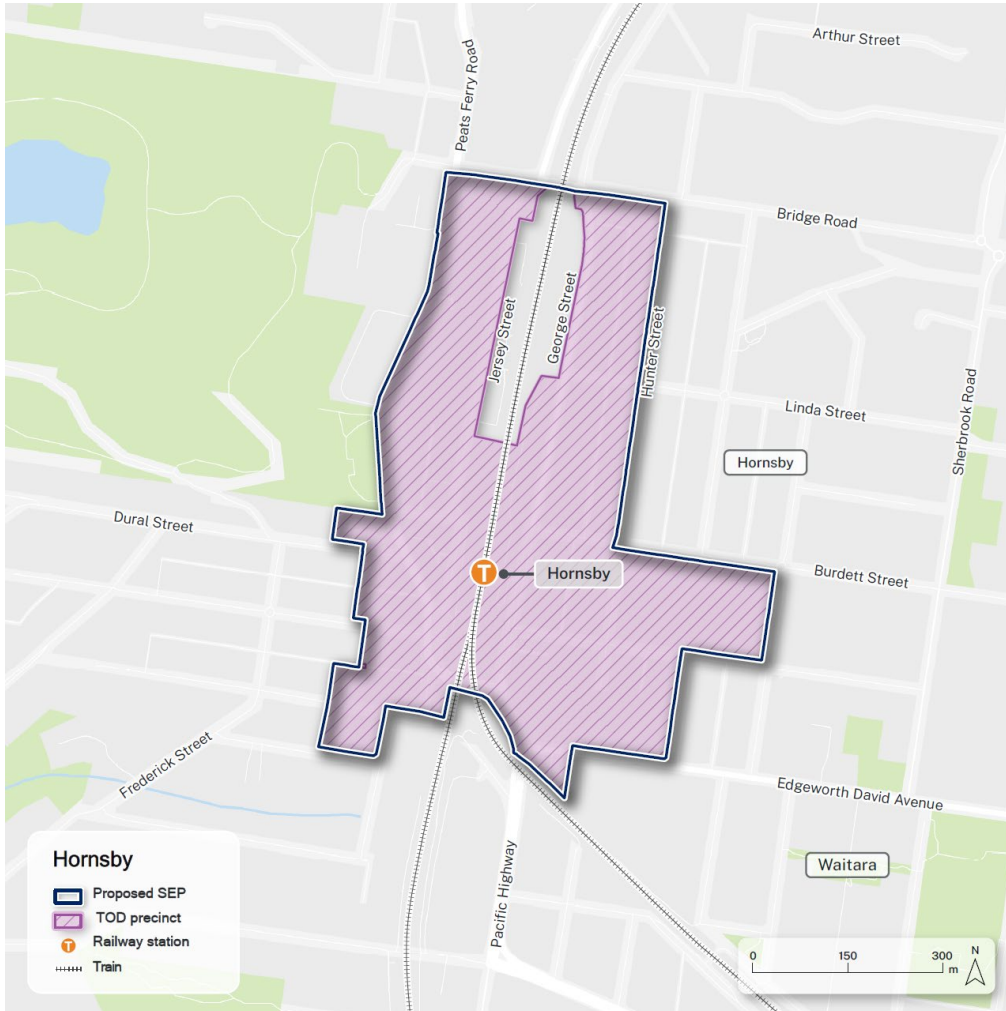 Arthur Street
Peats Ferry Road
Bridge Road
Jersey Street
George Street
Hunter Street
Linda Street
Sherbrook Road
Hornsby
Dural Street
T
Hornsby
Burdett Street
Frederick Street
Edgeworth David Avenue
Pacific Highway
Waitara
Hornsby
Proposed SEP
TOD precinct
T Railway station
Train
0 150 300 m
N